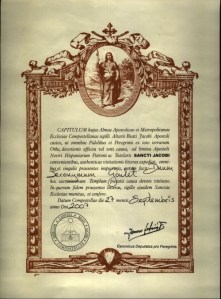 CAPITULUM hujus Almae Apostolicae et Metropolitanae
Ecclesiae Compostellanae sigilli Altaris Beati Jacobi Apostoli
custos, ut omnibus Fidelibus et Peregrinis ex toto terrarum
Orbe, devotionis affectu vel voti causa, ad limina Apostoli
Nostri Hispaniarum Patroni ac Tutelaris SANCTI JACOBI
convenientibus, authenticas visitationis litteras expediat, omnibus
et singulis praesentes inspecturis, notum facit:
hoc sacratissimum Templum pietatis causa devote visitasse.
In quorum fidem praesentes litteras, sigillo ejusdem Sanctae
Ecclesiae munitas, ei confero.
Datum Compostellae die 27 mensis Septembris
anno Dni 2007
Canonicus Deputatus pro Peregrinis